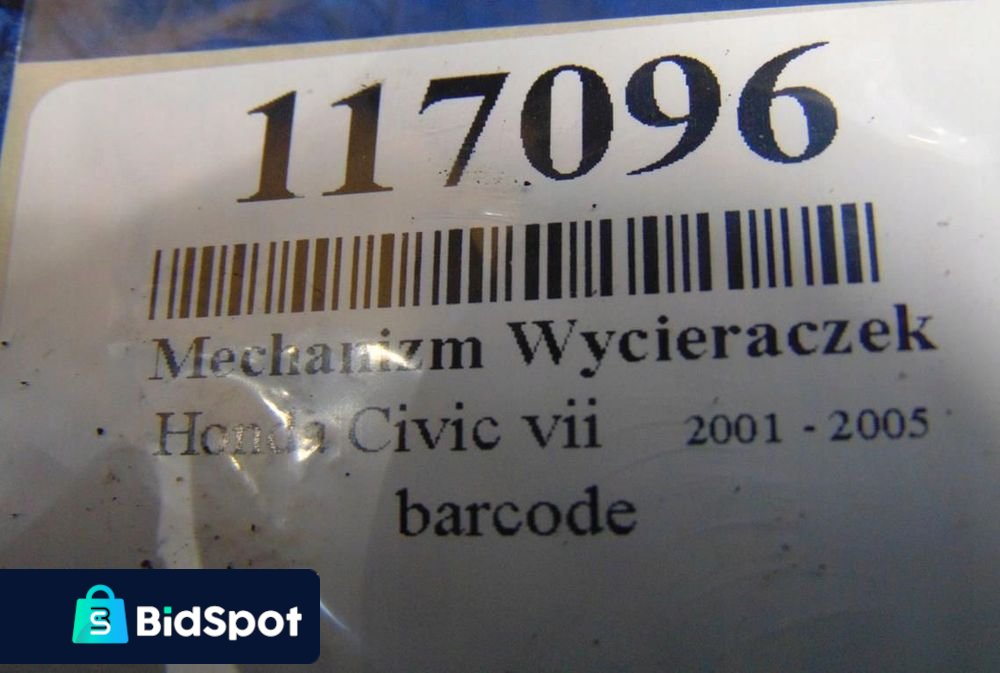 117096
Mechanizm Wycieraczek
Honda Civic vii 2001 - 2005
barcode
BidSpot